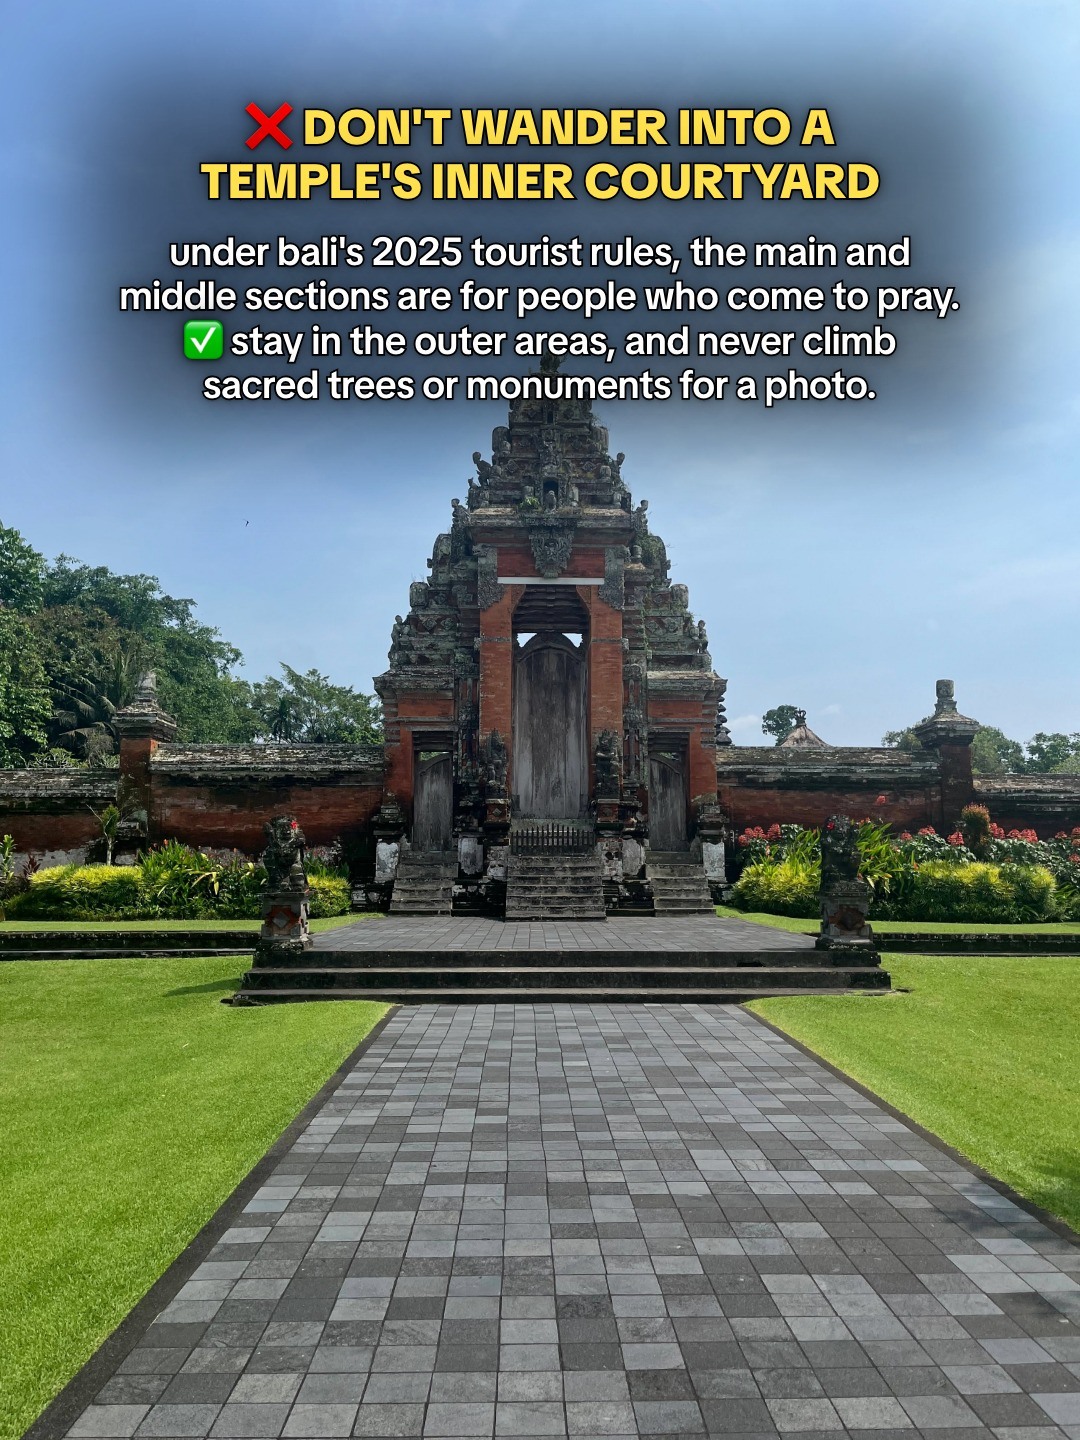 ❌ DON'T WANDER INTO A
TEMPLE'S INNER COURTYARD
under bali's 2025 tourist rules, the main and
middle sections are for people who come to pray.
✅ stay in the outer areas, and never climb
sacred trees or monuments for a photo.